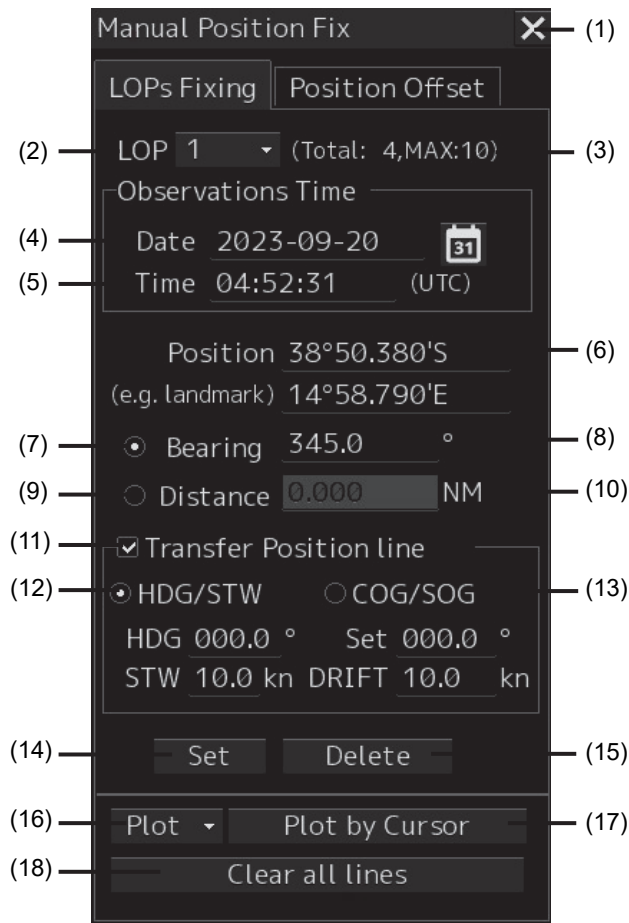 Manual Position Fix (1)
LOPs Fixing Position Offset
(2) LOP 1 (Total: 4,MAX:10) (3)
Observations Time
(4) Date 2023-09-20 31
(5) Time 04:52:31 (UTC)
Position 38°50.380'S (6)
(e.g. landmark) 14°58.790'E
(7) Bearing 345.0 ° (8)
(9) Distance 0.000 NM (10)
(11) Transfer Position line
(12) HDG/STW COG/SOG (13)
HDG 000.0 ° Set 000.0 °
STW 10.0 kn DRIFT 10.0 kn
(14) Set Delete (15)
(16) Plot Plot by Cursor (17)
(18) Clear all lines